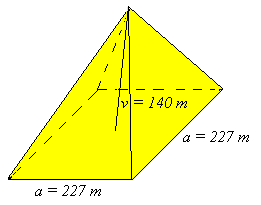 v = 140 m
a = 227 m
a = 227 m